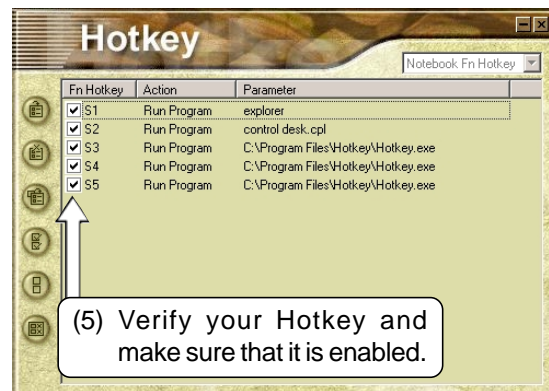 Hotkey
Notebook Fn Hotkey
Fn Hotkey Action Parameter
S1 Run Program explorer
S2 Run Program control desk.cpl
S3 Run Program C:\Program Files\Hotkey\Hotkey.exe
S4 Run Program C:\Program Files\Hotkey\Hotkey.exe
S5 Run Program C:\Program Files\Hotkey\Hotkey.exe
(5) Verify your Hotkey and
make sure that it is enabled.